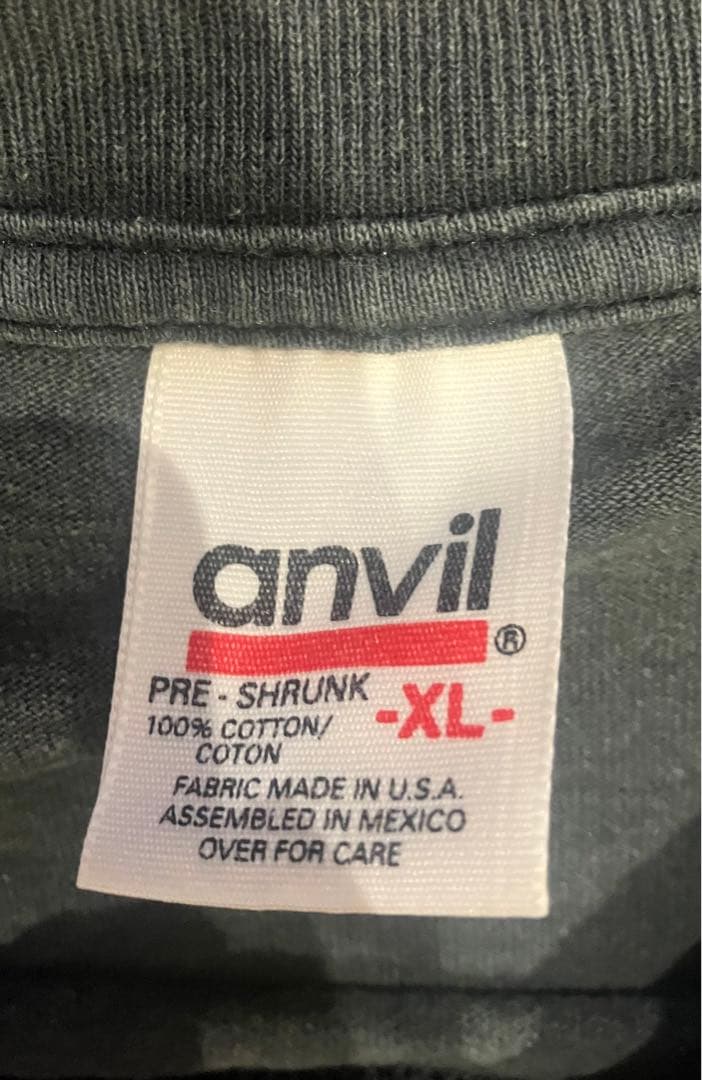 anvil®
PRE - SHRUNK
-XL-
100% COTTON/
COTON
FABRIC MADE IN U.S.A.
ASSEMBLED IN MEXICO
OVER FOR CARE